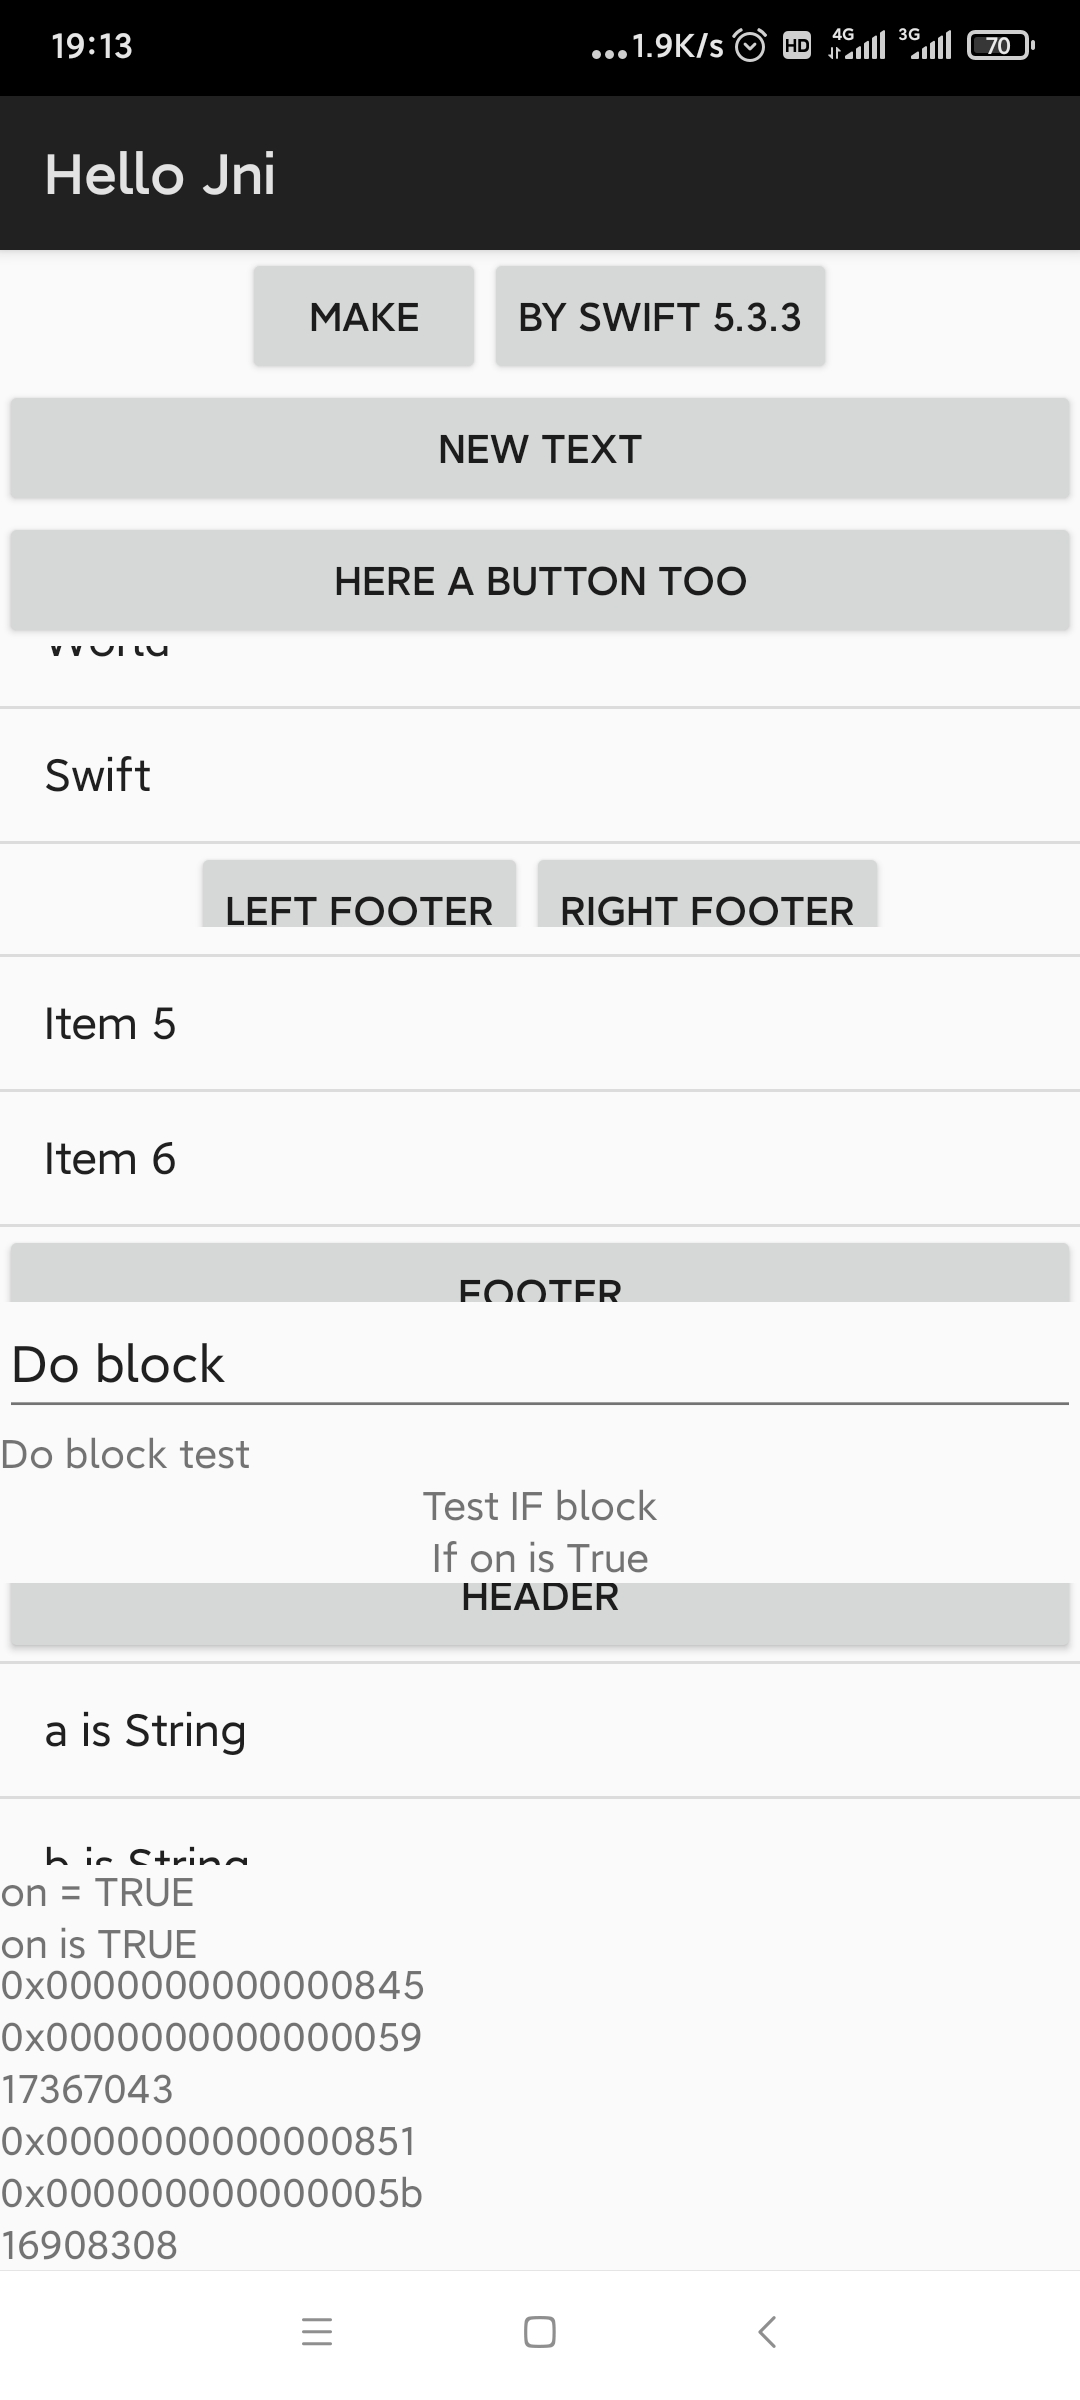 19:13
...1.9K/s HD 4G 3G 70
Hello Jni
MAKE BY SWIFT 5.3.3
NEW TEXT
HERE A BUTTON TOO
World
Swift
LEFT FOOTER RIGHT FOOTER
Item 5
Item 6
FOOTER
Do block
Do block test
Test IF block
If on is True
HEADER
a is String
b is String
on = TRUE
on is TRUE
0x0000000000000845
0x0000000000000059
17367043
0x0000000000000851
0x000000000000005b
16908308